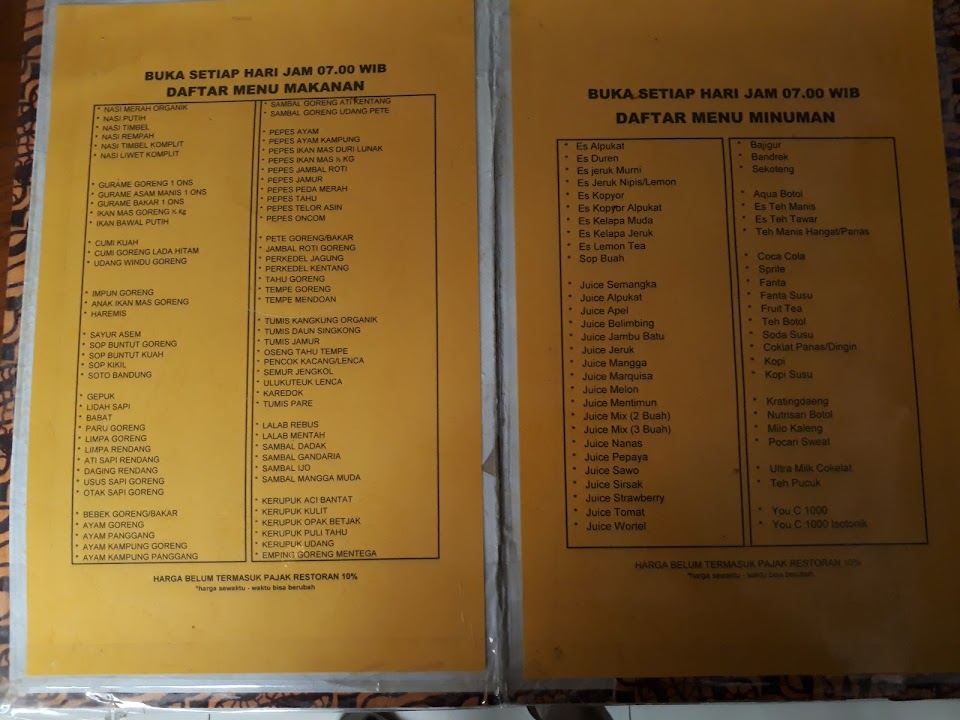 BUKA SETIAP HARI JAM 07.00 WIB
DAFTAR MENU MAKANAN
* NASI MERAH ORGANIK
* NASI PUTIH
* NASI TIMBEL
* NASI REMPAH
* NASI TIMBEL KOMPLIT
* NASI LIWET KOMPLIT
* GURAME GORENG 1 ONS
* GURAME ASAM MANIS 1 ONS
* GURAME BAKAR 1 ONS
* IKAN MAS GORENG ½ Kg
* IKAN BAWAL PUTIH
* CUMI KUAH
* CUMI GORENG LADA HITAM
* UDANG WINDU GORENG
* IMPUN GORENG
* ANAK IKAN MAS GORENG
* HAREMIS
* SAYUR ASEM
* SOP BUNTUT GORENG
* SOP BUNTUT KUAH
* SOP KIKIL
* SOTO BANDUNG
* GEPUK
* LIDAH SAPI
* BABAT
* PARU GORENG
* LIMPA GORENG
* LIMPA RENDANG
* ATI SAPI RENDANG
* DAGING RENDANG
* USUS SAPI GORENG
* OTAK SAPI GORENG
* BEBEK GORENG/BAKAR
* AYAM GORENG
* AYAM PANGGANG
* AYAM KAMPUNG GORENG
* AYAM KAMPUNG PANGGANG
* SAMBAL GORENG ATI KENTANG
* SAMBAL GORENG UDANG PETE
* PEPES AYAM
* PEPES AYAM KAMPUNG
* PEPES IKAN MAS DURI LUNAK
* PEPES IKAN MAS ½ KG
* PEPES JAMBAL ROTI
* PEPES JAMUR
* PEPES PEDA MERAH
* PEPES TAHU
* PEPES TELOR ASIN
* PEPES ONCOM
* PETE GORENG/BAKAR
* JAMBAL ROTI GORENG
* PERKEDEL JAGUNG
* PERKEDEL KENTANG
* TAHU GORENG
* TEMPE GORENG
* TEMPE MENDOAN
* TUMIS KANGKUNG ORGANIK
* TUMIS DAUN SINGKONG
* TUMIS JAMUR
* OSENG TAHU TEMPE
* PENCOK KACANG/LENCA
* SEMUR JENGKOL
* ULUKUTEUK LENCA
* KAREDOK
* TUMIS PARE
* LALAB REBUS
* LALAB MENTAH
* SAMBAL DADAK
* SAMBAL GANDARIA
* SAMBAL IJO
* SAMBAL MANGGA MUDA
* KERUPUK ACI BANTAT
* KERUPUK KULIT
* KERUPUK OPAK BETJAK
* KERUPUK PULI TAHU
* KERUPUK UDANG
* EMPING GORENG MENTEGA
HARGA BELUM TERMASUK PAJAK RESTORAN 10%
*harga sewaktu - waktu bisa berubah
BUKA SETIAP HARI JAM 07.00 WIB
DAFTAR MENU MINUMAN
* Es Alpukat
* Es Duren
* Es jeruk Murni
* Es Jeruk Nipis/Lemon
* Es Kopyor
* Es Kopyor Alpukat
* Es Kelapa Muda
* Es Kelapa Jeruk
* Es Lemon Tea
* Sop Buah
* Juice Semangka
* Juice Alpukat
* Juice Apel
* Juice Belimbing
* Juice Jambu Batu
* Juice Jeruk
* Juice Mangga
* Juice Marquisa
* Juice Melon
* Juice Mentimun
* Juice Mix (2 Buah)
* Juice Mix (3 Buah)
* Juice Nanas
* Juice Pepaya
* Juice Sawo
* Juice Sirsak
* Juice Strawberry
* Juice Tomat
* Juice Wortel
* Bajigur
* Bandrek
* Sekoteng
* Aqua Botol
* Es Teh Manis
* Es Teh Tawar
* Teh Manis Hangat/Panas
* Coca Cola
* Sprite
* Fanta
* Fanta Susu
* Fruit Tea
* Teh Botol
* Soda Susu
* Coklat Panas/Dingin
* Kopi
* Kopi Susu
* Kratingdaeng
* Nutrisari Botol
* Milo Kaleng
* Pocari Sweat
* Ultra Milk Cokelat
* Teh Pucuk
* You C 1000
* You C 1000 Isotonik
HARGA BELUM TERMASUK PAJAK RESTORAN 10%
*harga sewaktu - waktu bisa berubah